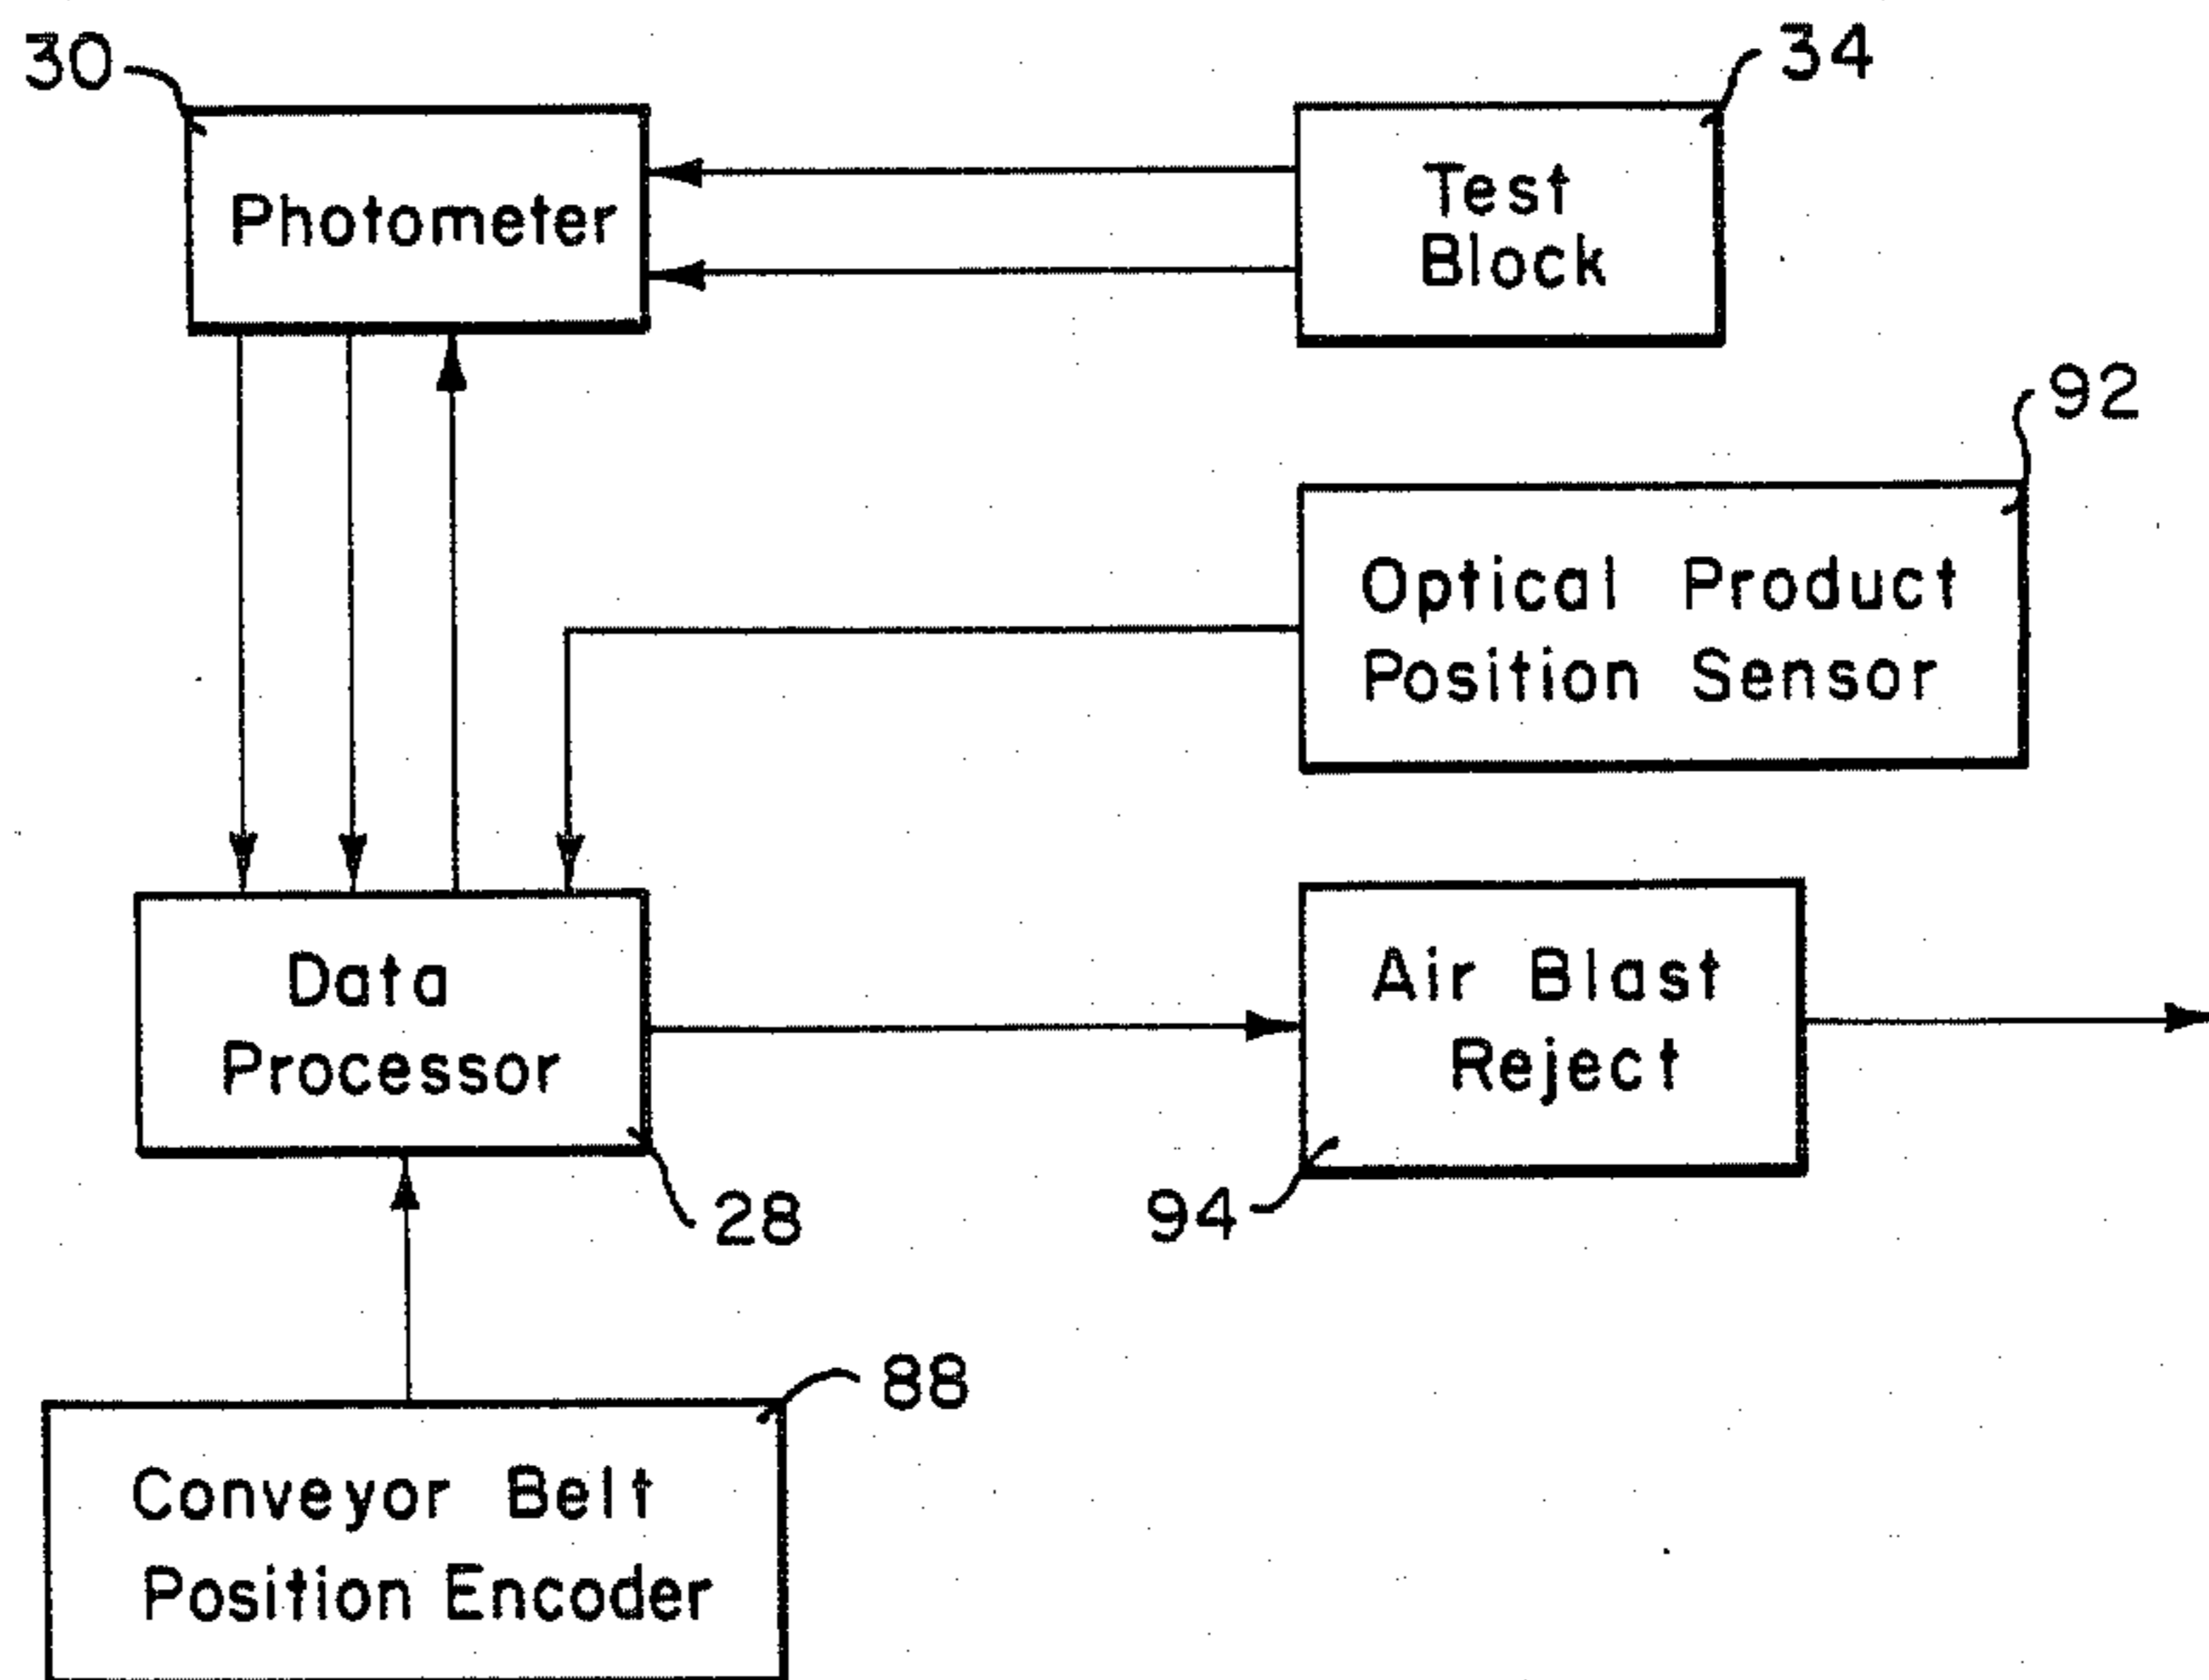 30
34
Photometer
Test
Block
92
Optical Product
Position Sensor
Data
Processor
Air Blast
Reject
28
94
88
Conveyor Belt
Position Encoder